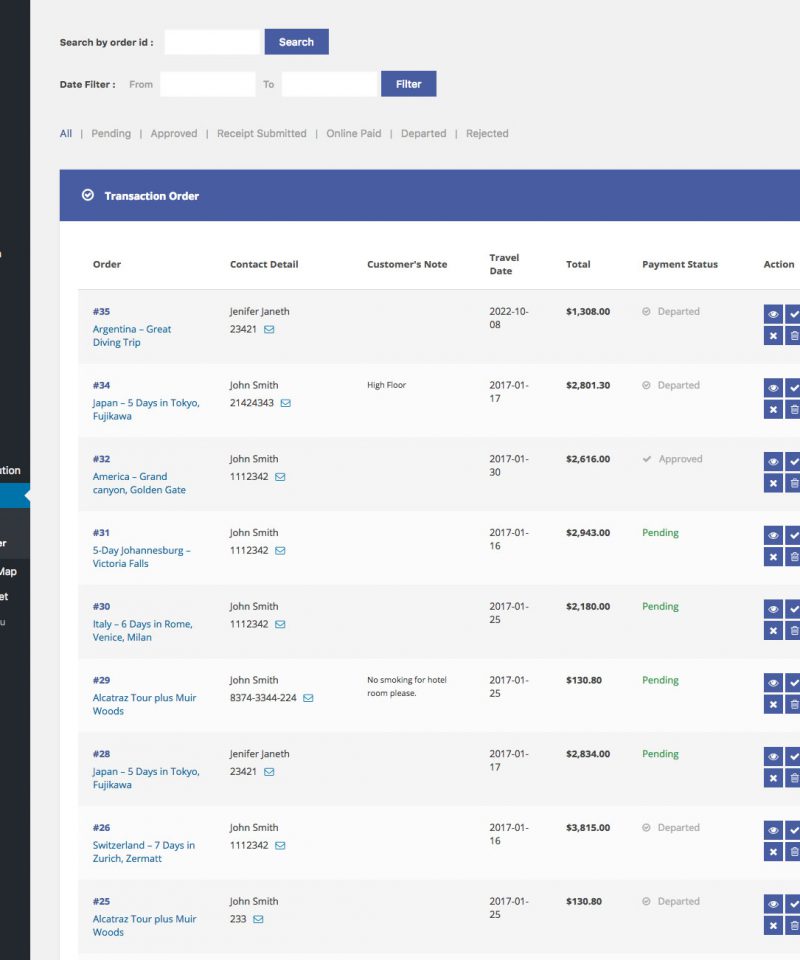 Search by order id :
Search
Date Filter : From To Filter
All | Pending | Approved | Receipt Submitted | Online Paid | Departed | Rejected
Transaction Order
Order Contact Detail Customer's Note Travel Date Total Payment Status Action
#35 Jenifer Janeth 2022-10-08 $1,308.00 Departed
Argentina – Great 23421
Diving Trip
#34 John Smith High Floor 2017-01-17 $2,801.30 Departed
Japan – 5 Days in Tokyo, 21424343
Fujikawa
#32 John Smith 2017-01-30 $2,616.00 Approved
America – Grand 1112342
canyon, Golden Gate
#31 John Smith 2017-01-16 $2,943.00 Pending
5-Day Johannesburg – 1112342
Victoria Falls
#30 John Smith 2017-01-25 $2,180.00 Pending
Italy – 6 Days in Rome, 1112342
Venice, Milan
#29 John Smith No smoking for hotel room please. 2017-01-25 $130.80 Pending
Alcatraz Tour plus Muir 8374-3344-224
Woods
#28 Jenifer Janeth 2017-01-17 $2,834.00 Pending
Japan – 5 Days in Tokyo, 23421
Fujikawa
#26 John Smith 2017-01-16 $3,815.00 Departed
Switzerland – 7 Days in 1112342
Zurich, Zermatt
#25 John Smith 2017-01-25 $130.80 Departed
Alcatraz Tour plus Muir 233
Woods
Map